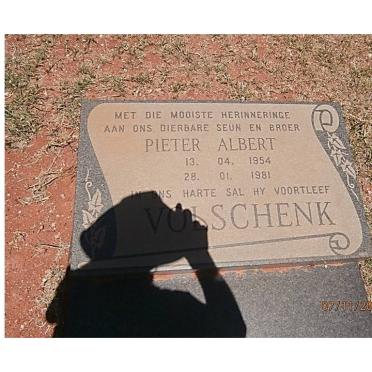 MET DIE MOOISTE HERINNERINGE
AAN ONS DIERBARE SEUN EN BROER
PIETER ALBERT
13. 04. 1954
28. 01. 1981
IN ONS HARTE SAL HY VOORTLEEF
VOLSCHENK